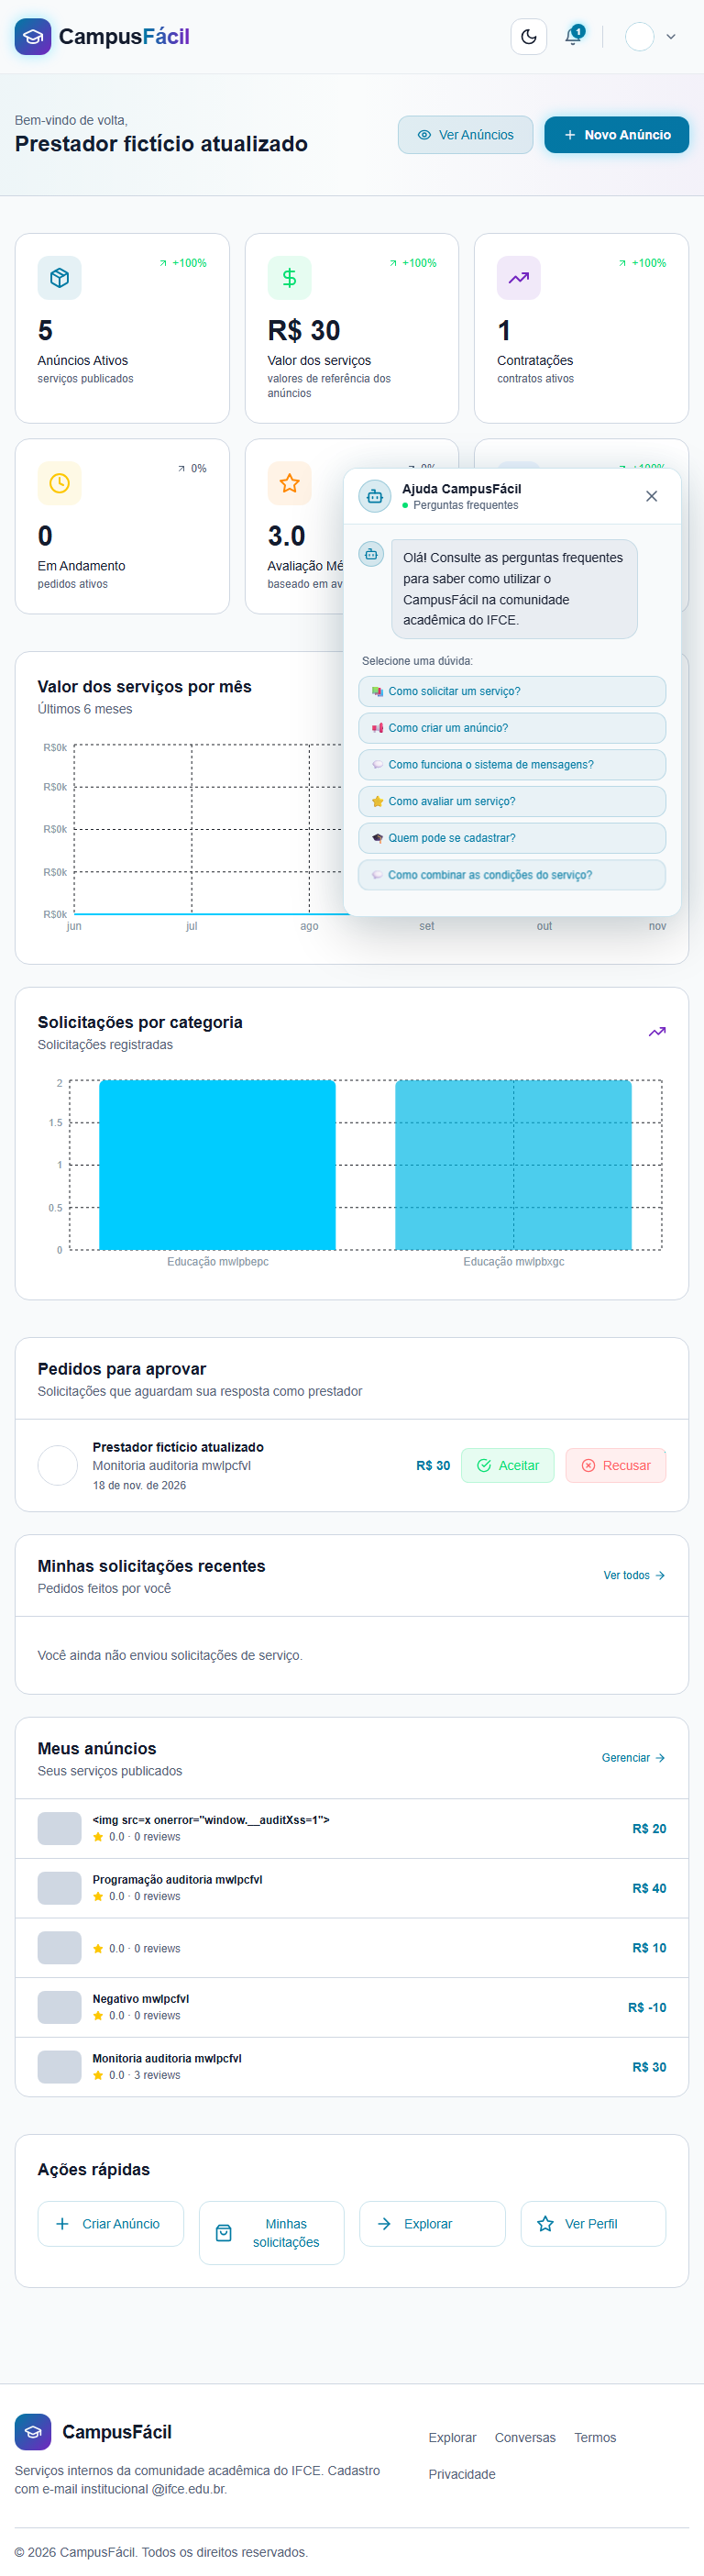 CampusFácil
1
Bem-vindo de volta,
Prestador fictício atualizado
Ver Anúncios
Novo Anúncio
+100%
5
Anúncios Ativos
serviços publicados
+100%
R$ 30
Valor dos serviços
valores de referência dos
anúncios
+100%
1
Contratações
contratos ativos
0%
0
Em Andamento
pedidos ativos
3.0
Avaliação Mé
baseado em av
Ajuda CampusFácil
Perguntas frequentes
Olá! Consulte as perguntas frequentes
para saber como utilizar o
CampusFácil na comunidade
acadêmica do IFCE.
Selecione uma dúvida:
Como solicitar um serviço?
Como criar um anúncio?
Como funciona o sistema de mensagens?
Como avaliar um serviço?
Quem pode se cadastrar?
Como combinar as condições do serviço?
Valor dos serviços por mês
Últimos 6 meses
R$0k
R$0k
R$0k
R$0k
R$0k
jun jul ago set out nov
Solicitações por categoria
Solicitações registradas
2
1.5
1
0.5
0
Educação mwlpbepc Educação mwlpbxgc
Pedidos para aprovar
Solicitações que aguardam sua resposta como prestador
Prestador fictício atualizado
Monitoria auditoria mwlpcfvl
18 de nov. de 2026
R$ 30
Aceitar
Recusar
Minhas solicitações recentes
Pedidos feitos por você
Ver todos
Você ainda não enviou solicitações de serviço.
Meus anúncios
Seus serviços publicados
Gerenciar
<img src=x onerror="window.__auditXss=1">
0.0 · 0 reviews
R$ 20
Programação auditoria mwlpcfvl
0.0 · 0 reviews
R$ 40
0.0 · 0 reviews
R$ 10
Negativo mwlpcfvl
0.0 · 0 reviews
R$ -10
Monitoria auditoria mwlpcfvl
0.0 · 3 reviews
R$ 30
Ações rápidas
Criar Anúncio
Minhas
solicitações
Explorar
Ver Perfil
CampusFácil
Serviços internos da comunidade acadêmica do IFCE. Cadastro
com e-mail institucional @ifce.edu.br.
Explorar Conversas Termos
Privacidade
© 2026 CampusFácil. Todos os direitos reservados.